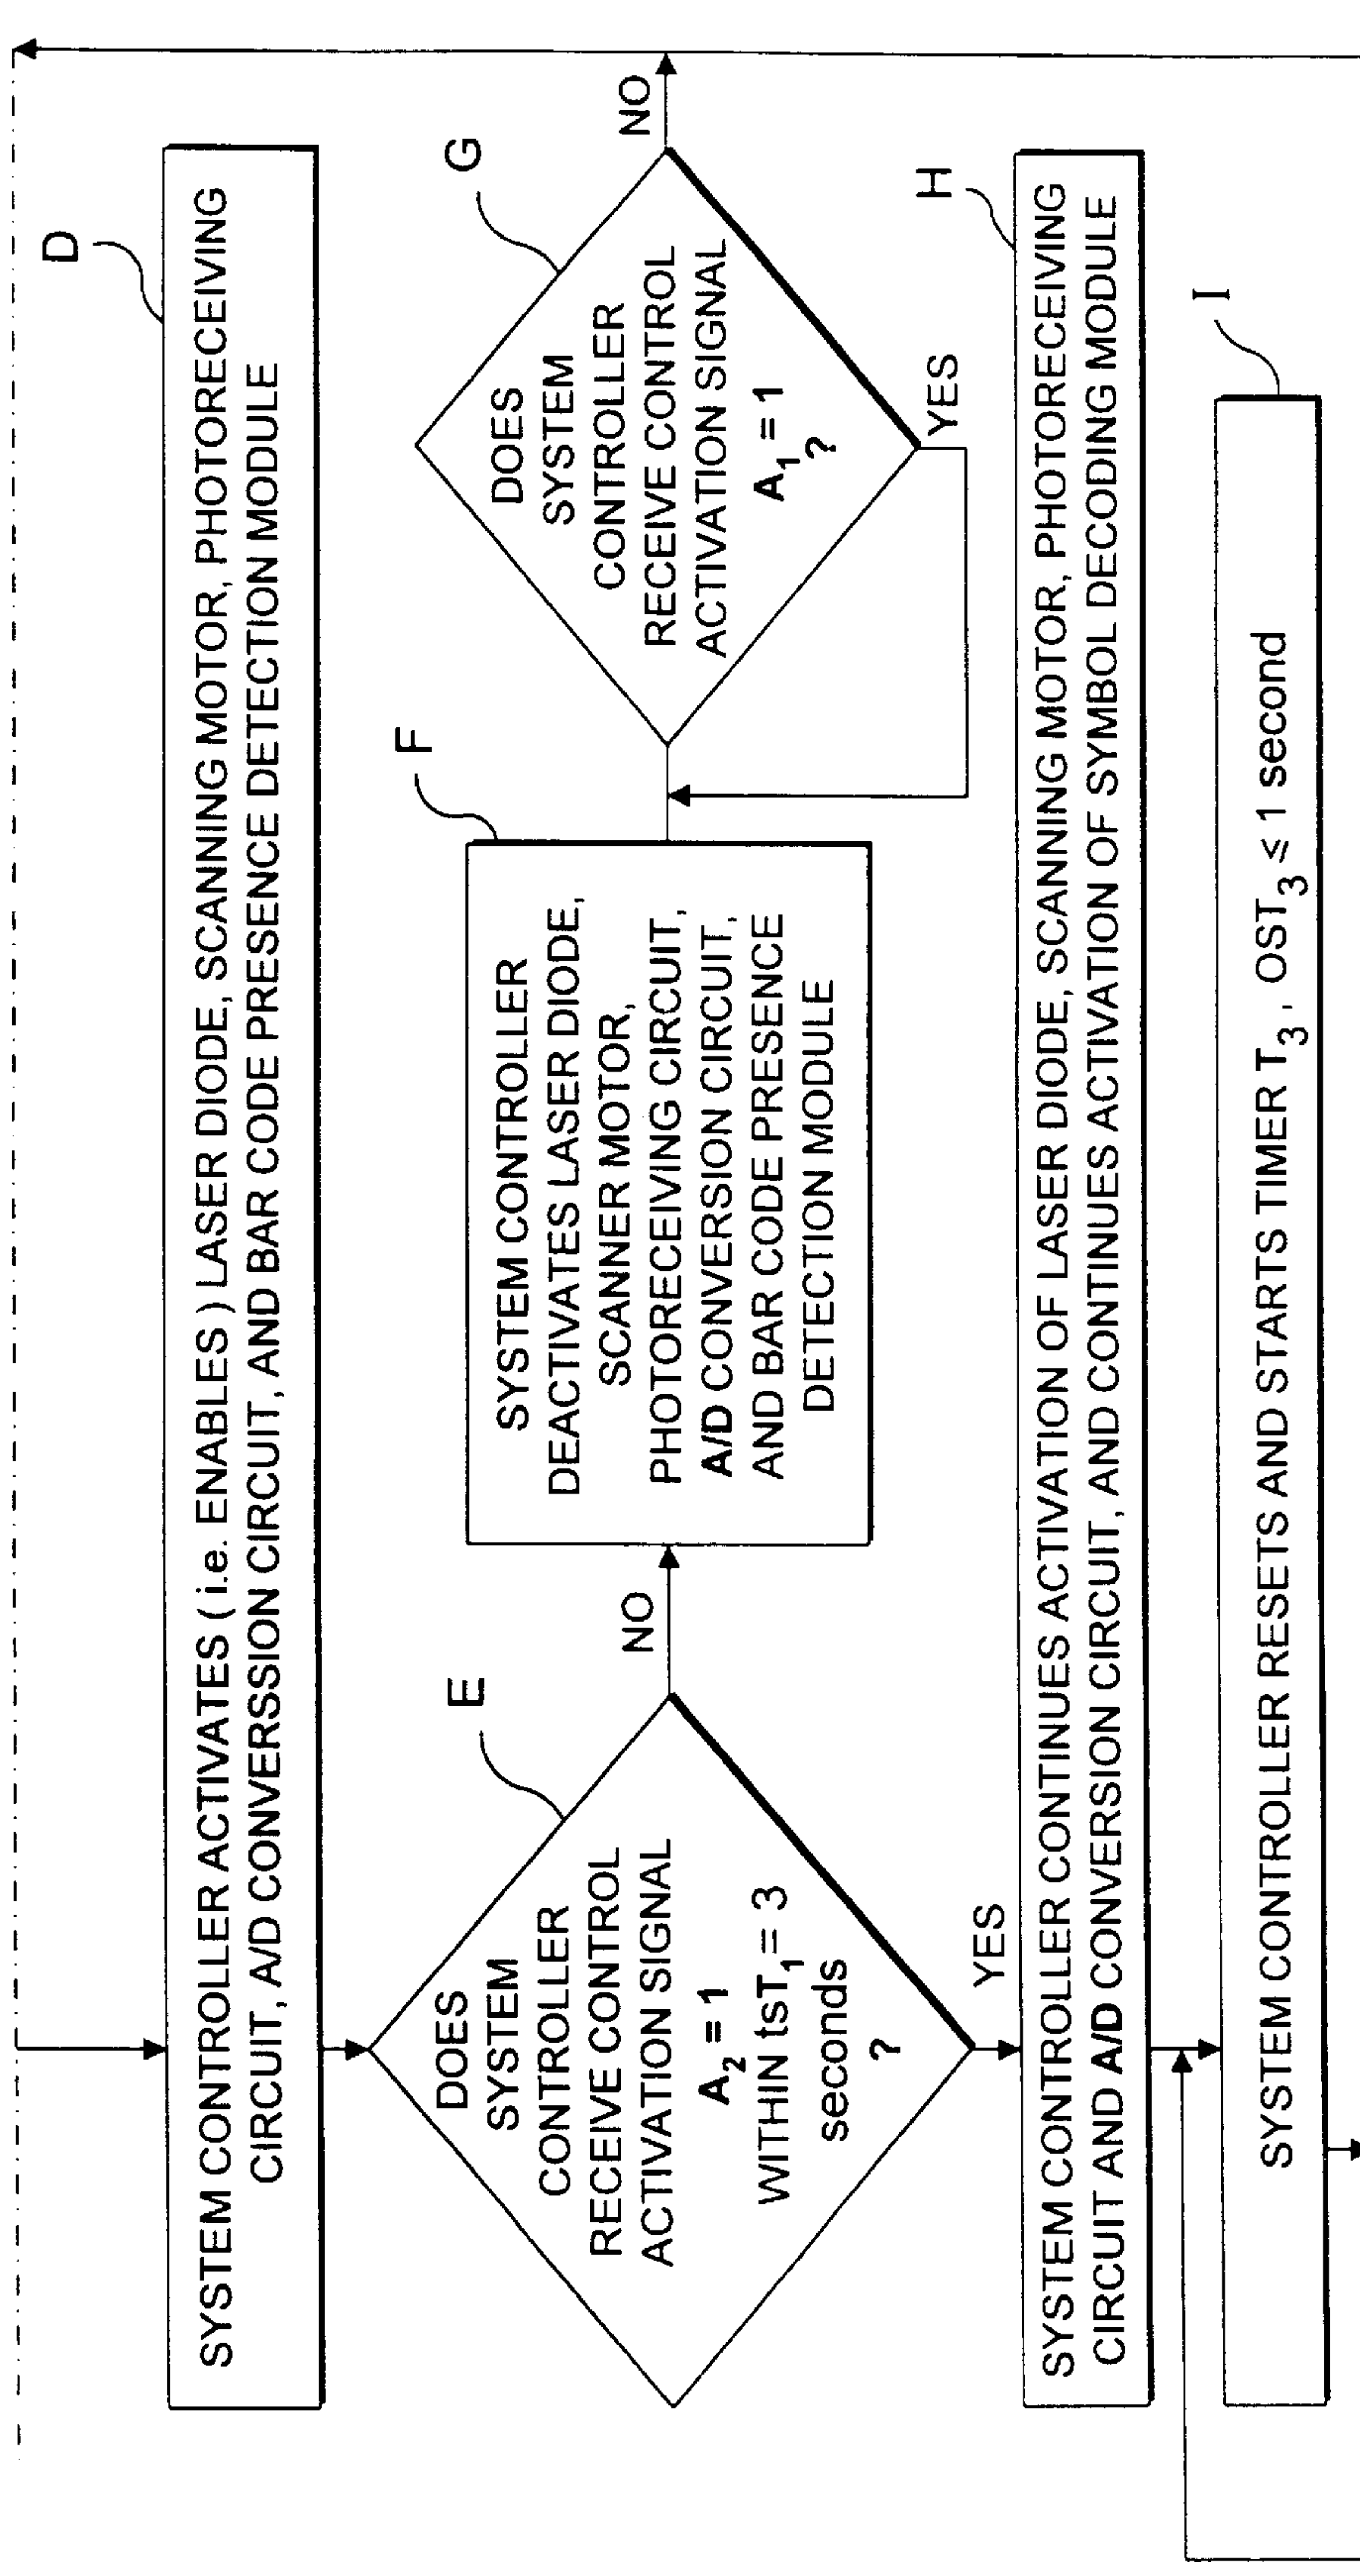 D
SYSTEM CONTROLLER ACTIVATES ( i.e. ENABLES ) LASER DIODE, SCANNING MOTOR, PHOTORECEIVING
CIRCUIT, A/D CONVERSSION CIRCUIT, AND BAR CODE PRESENCE DETECTION MODULE
E
DOES
SYSTEM
CONTROLLER
RECEIVE CONTROL
ACTIVATION SIGNAL
A2 = 1
WITHIN tsT1 = 3
seconds
?
NO
YES
F
SYSTEM CONTROLLER
DEACTIVATES LASER DIODE,
SCANNER MOTOR,
PHOTORECEIVING CIRCUIT,
A/D CONVERSION CIRCUIT,
AND BAR CODE PRESENCE
DETECTION MODULE
G
DOES
SYSTEM
CONTROLLER
RECEIVE CONTROL
ACTIVATION SIGNAL
A1 = 1
?
NO
YES
H
SYSTEM CONTROLLER CONTINUES ACTIVATION OF LASER DIODE, SCANNING MOTOR, PHOTORECEIVING
CIRCUIT AND A/D CONVERSION CIRCUIT, AND CONTINUES ACTIVATION OF SYMBOL DECODING MODULE
I
SYSTEM CONTROLLER RESETS AND STARTS TIMER T3 , OST3 ≤ 1 second